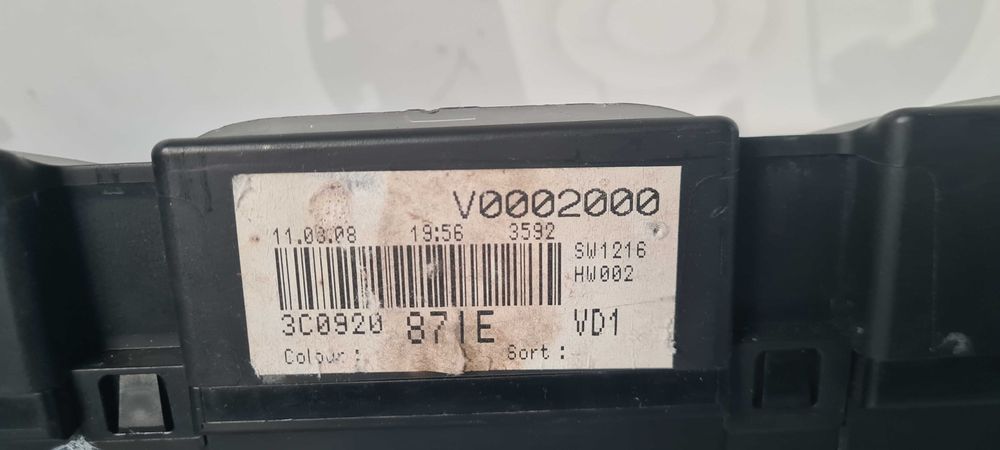 V0002000
11.03.08 19:56 3592
SW1216
HW002
3C0920 871E VD1
Colour: Sort: